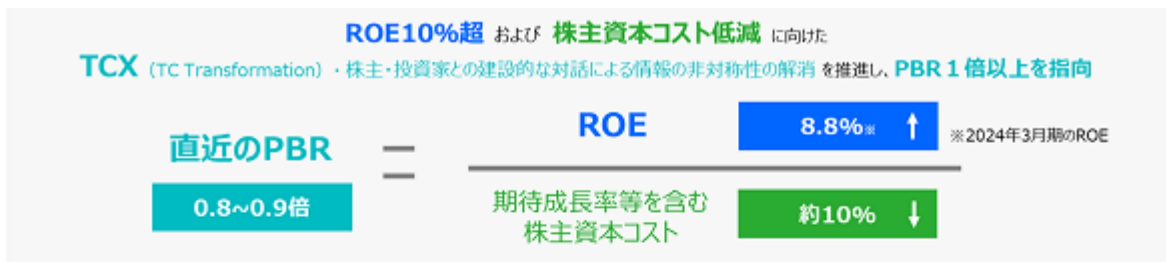 ROE10%超 および 株主資本コスト低減 に向けた
TCX （TC Transformation）・株主・投資家との建設的な対話による情報の非対称性の解消 を推進し、PBR１倍以上を指向
直近のPBR
0.8~0.9倍
=
ROE
8.8%※ ↑
※2024年3月期のROE
期待成長率等を含む
株主資本コスト
約10% ↓